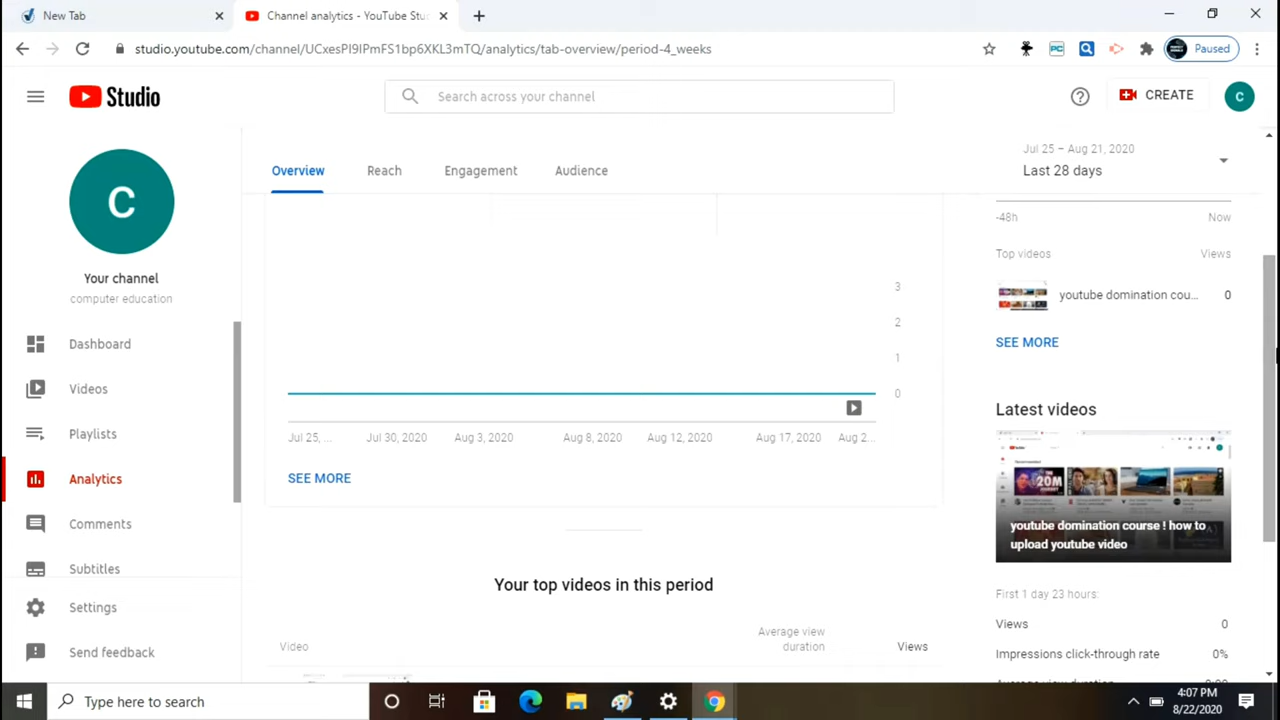 New Tab
Channel analytics - YouTube Stu
studio.youtube.com/channel/UCxesPI9IPmFS1bp6XKL3mTQ/analytics/tab-overview/period-4_weeks
PC
Paused
Studio
Search across your channel
CREATE
C
C
Your channel
computer education
Dashboard
Videos
Playlists
Analytics
Comments
Subtitles
Settings
Send feedback
Overview
Reach
Engagement
Audience
Jul 25 – Aug 21, 2020
Last 28 days
3
2
1
0
Jul 25, ...
Jul 30, 2020
Aug 3, 2020
Aug 8, 2020
Aug 12, 2020
Aug 17, 2020
Aug 2...
SEE MORE
Your top videos in this period
Video
Average view
duration
Views
-48h
Now
Top videos
Views
youtube domination cou...
0
SEE MORE
Latest videos
THE
20M
youtube domination course ! how to
upload youtube video
First 1 day 23 hours:
Views
0
Impressions click-through rate
0%
Type here to search
4:07 PM
8/22/2020